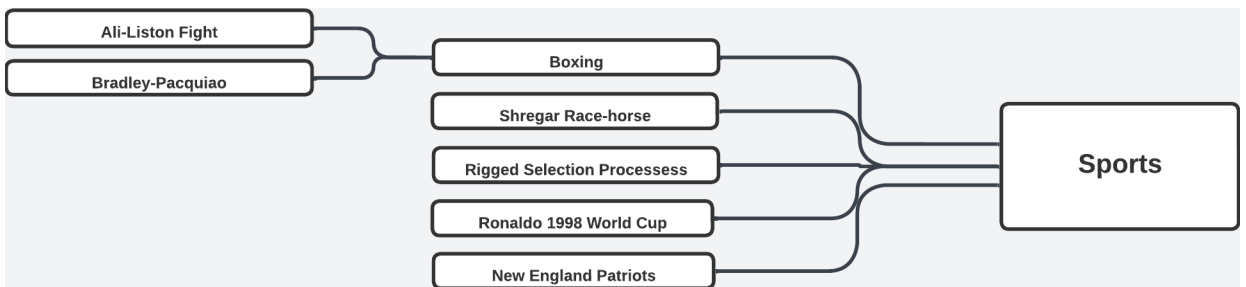 Ali-Liston Fight
Bradley-Pacquiao
Boxing
Shregar Race-horse
Rigged Selection Processess
Ronaldo 1998 World Cup
New England Patriots
Sports